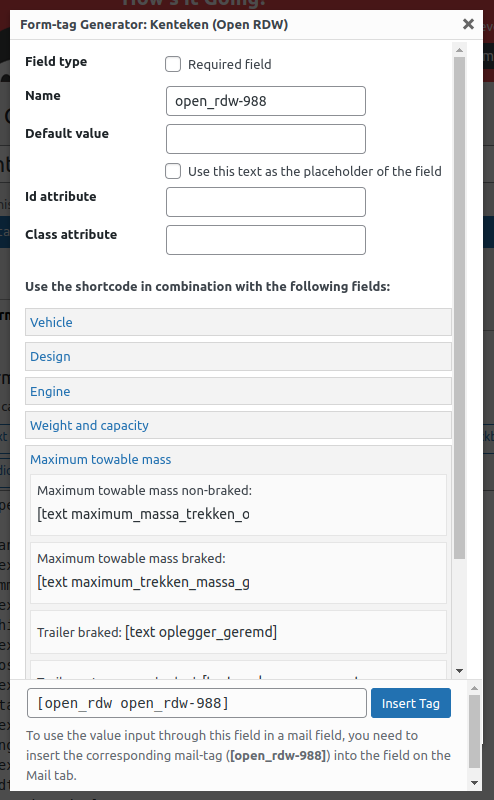 How's It Going?
Form-tag Generator: Kenteken (Open RDW)
Field type
Required field
Name
open_rdw-988
Default value
Use this text as the placeholder of the field
Id attribute
Class attribute
Use the shortcode in combination with the following fields:
Vehicle
Design
Engine
Weight and capacity
Maximum towable mass
Maximum towable mass non-braked:
[text maximum_massa_trekken_o
Maximum towable mass braked:
[text maximum_trekken_massa_g
Trailer braked: [text oplegger_geremd]
[open_rdw open_rdw-988]
Insert Tag
To use the value input through this field in a mail field, you need to
insert the corresponding mail-tag ([open_rdw-988]) into the field on the
Mail tab.